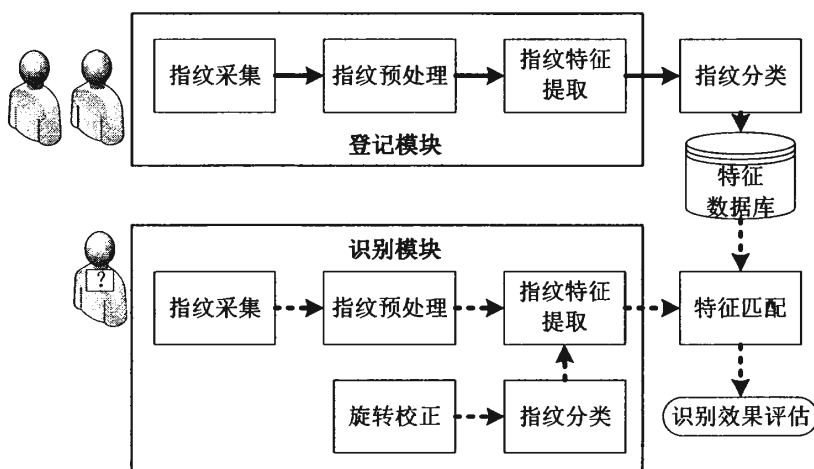 指纹采集
指纹预处理
指纹特征
提取
指纹分类
登记模块
特征
数据库
识别模块
?
指纹采集
指纹预处理
指纹特征
提取
特征匹配
旋转校正
指纹分类
识别效果评估